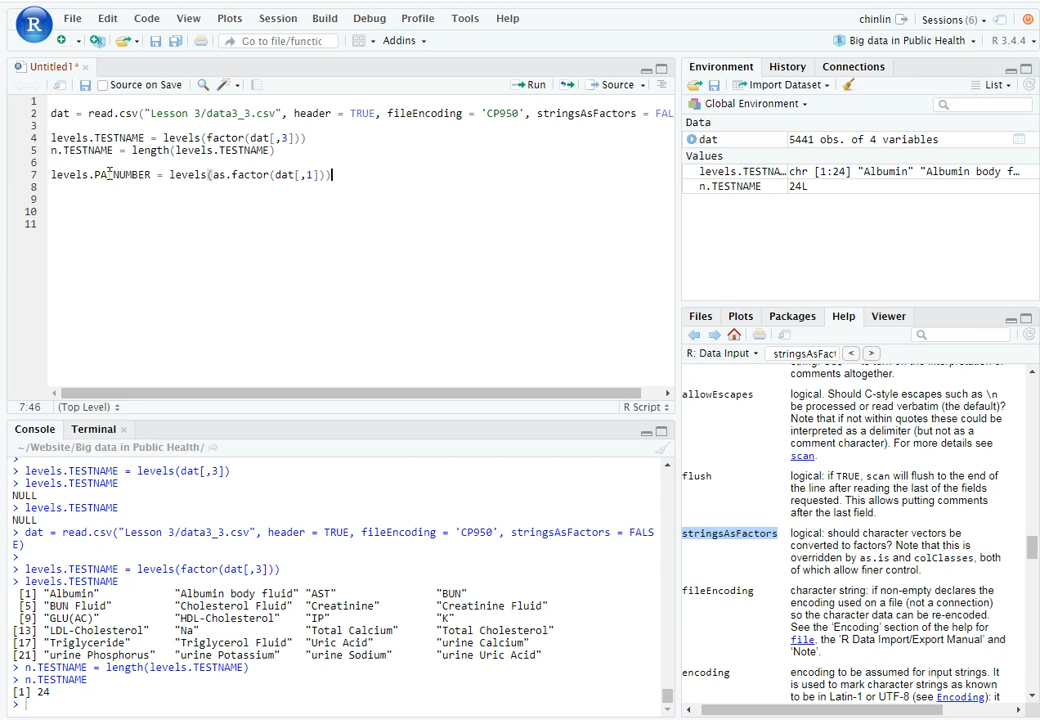 R File Edit Code View Plots Session Build Debug Profile Tools Help chinlin Sessions (6)
Go to file/functic Addins Big data in Public Health R 3.4.4
Untitled1* Environment History Connections
Source on Save Run Source Import Dataset List
Global Environment
1
2 dat = read.csv("Lesson 3/data3_3.csv", header = TRUE, fileEncoding = 'CP950', stringsAsFactors = FAL
3
4 levels.TESTNAME = levels(factor(dat[,3]))
5 n.TESTNAME = length(levels.TESTNAME)
6
7 levels.PATNUMBER = levels(as.factor(dat[,1]))
8
9
10
11
7:46 (Top Level) R Script
Data
dat 5441 obs. of 4 variables
Values
levels.TESTNA… chr [1:24] "Albumin" "Albumin body f…
n.TESTNAME 24L
Console Terminal
~/Website/Big data in Public Health/
>
> levels.TESTNAME = levels(dat[,3])
> levels.TESTNAME
NULL
> levels.TESTNAME
NULL
> dat = read.csv("Lesson 3/data3_3.csv", header = TRUE, fileEncoding = 'CP950', stringsAsFactors = FALS
E)
>
> levels.TESTNAME = levels(factor(dat[,3]))
> levels.TESTNAME
[1] "Albumin" "Albumin body fluid" "AST" "BUN"
[5] "BUN Fluid" "Cholesterol Fluid" "Creatinine" "Creatinine Fluid"
[9] "GLU(AC)" "HDL-Cholesterol" "IP" "K"
[13] "LDL-Cholesterol" "Na" "Total Calcium" "Total Cholesterol"
[17] "Triglyceride" "Triglycerol Fluid" "Uric Acid" "urine Calcium"
[21] "urine Phosphorus" "urine Potassium" "urine Sodium" "urine Uric Acid"
> n.TESTNAME = length(levels.TESTNAME)
> n.TESTNAME
[1] 24
>
Files Plots Packages Help Viewer
R: Data Input stringsAsFact < >
comments altogether.
allowEscapes logical. Should C-style escapes such as \n
be processed or read verbatim (the default)?
Note that if not within quotes these could be
interpreted as a delimiter (but not as a
comment character). For more details see
scan.
flush logical: if TRUE, scan will flush to the end of
the line after reading the last of the fields
requested. This allows putting comments
after the last field.
stringsAsFactors logical: should character vectors be
converted to factors? Note that this is
overridden by as.is and colClasses, both
of which allow finer control.
fileEncoding character string: if non-empty declares the
encoding used on a file (not a connection)
so the character data can be re-encoded.
See the 'Encoding' section of the help for
file, the 'R Data Import/Export Manual' and
'Note'.
encoding encoding to be assumed for input strings. It
is used to mark character strings as known
to be in Latin-1 or UTF-8 (see Encoding): it